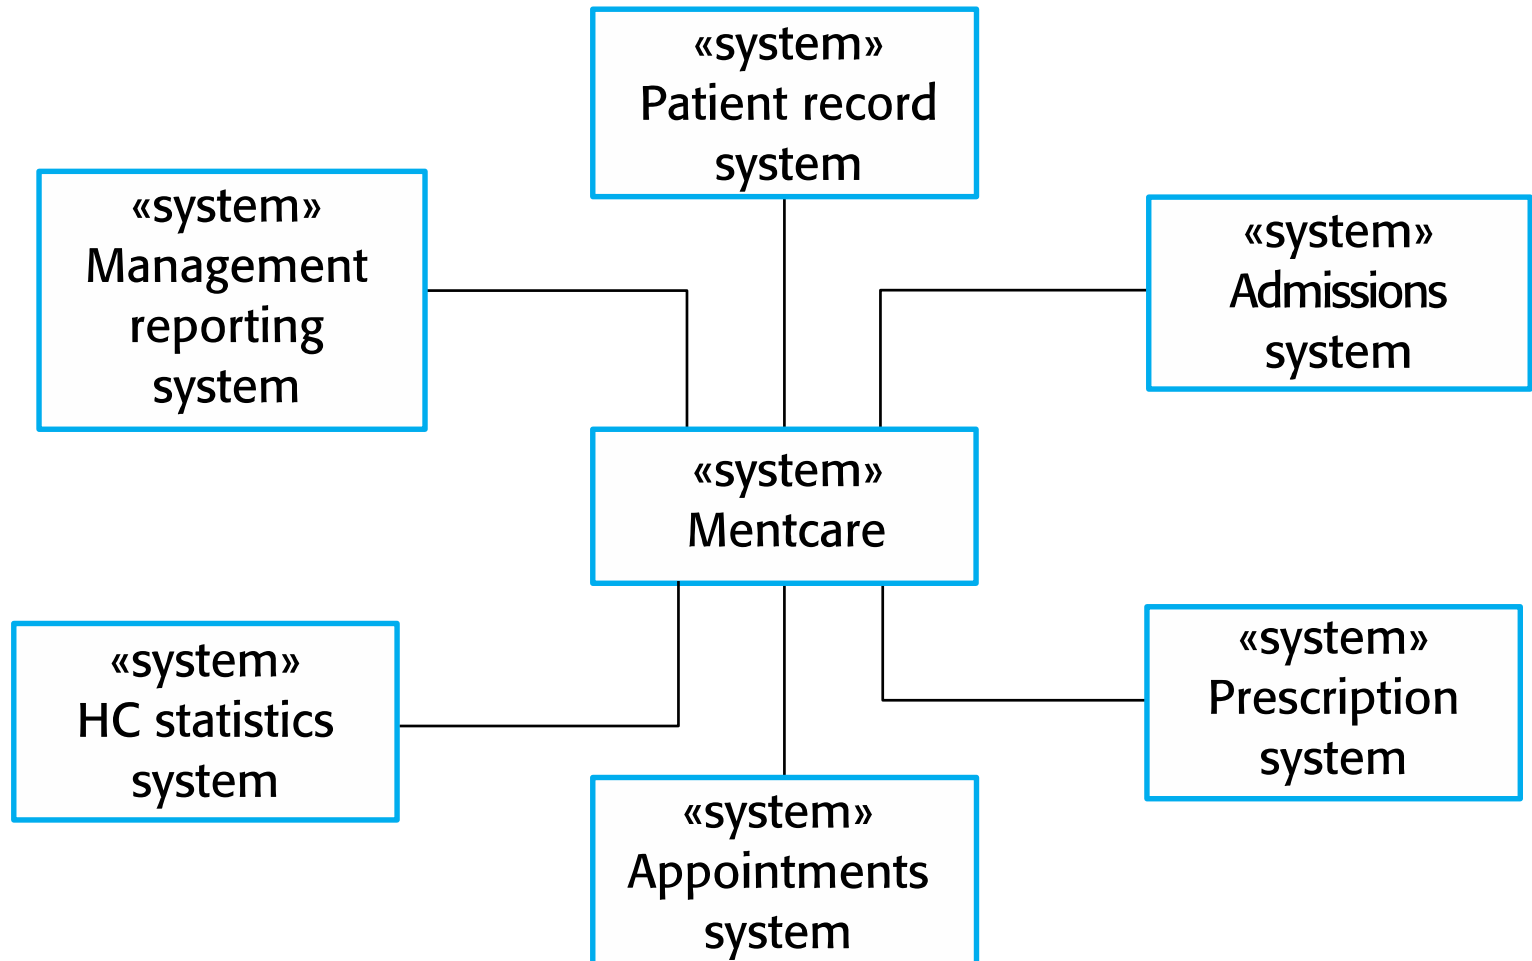 «system»
Patient record
system
«system»
Management
reporting
system
«system»
Admissions
system
«system»
Mentcare
«system»
HC statistics
system
«system»
Prescription
system
«system»
Appointments
system